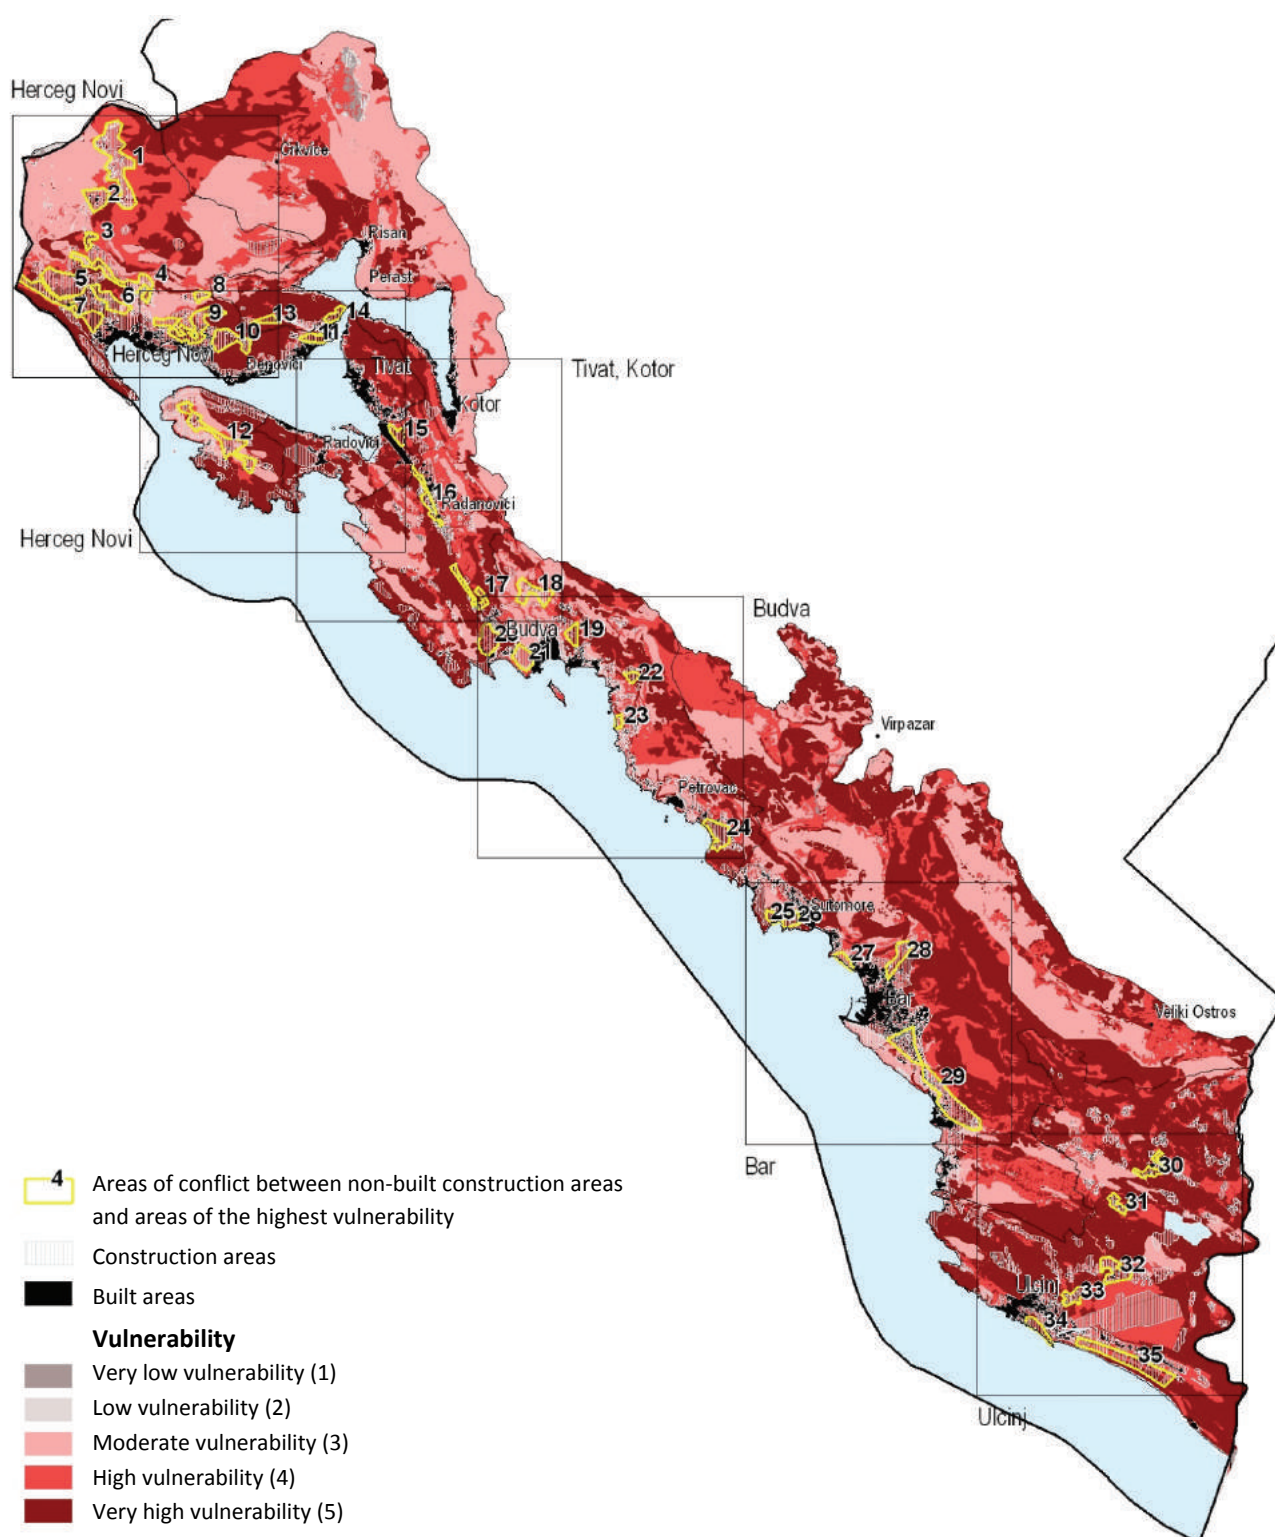 Herceg Novi
Crkvice
1
2
3
Risan
4
Perast
5
8
6
7
9
13
14
10
11
Herceg Novi
Đenovići
Tivat
Tivat, Kotor
Kotor
12
15
Radovići
16
Radanovići
Herceg Novi
17
18
Budva
19
Budva
21
22
23
Virpazar
Petrovac
24
25
26
Sutomore
27
28
Bar
Veliki Ostros
29
Bar
30
31
32
Ulcinj
33
34
35
Ulcinj
4
Areas of conflict between non-built construction areas
and areas of the highest vulnerability
Construction areas
Built areas
Vulnerability
Very low vulnerability (1)
Low vulnerability (2)
Moderate vulnerability (3)
High vulnerability (4)
Very high vulnerability (5)